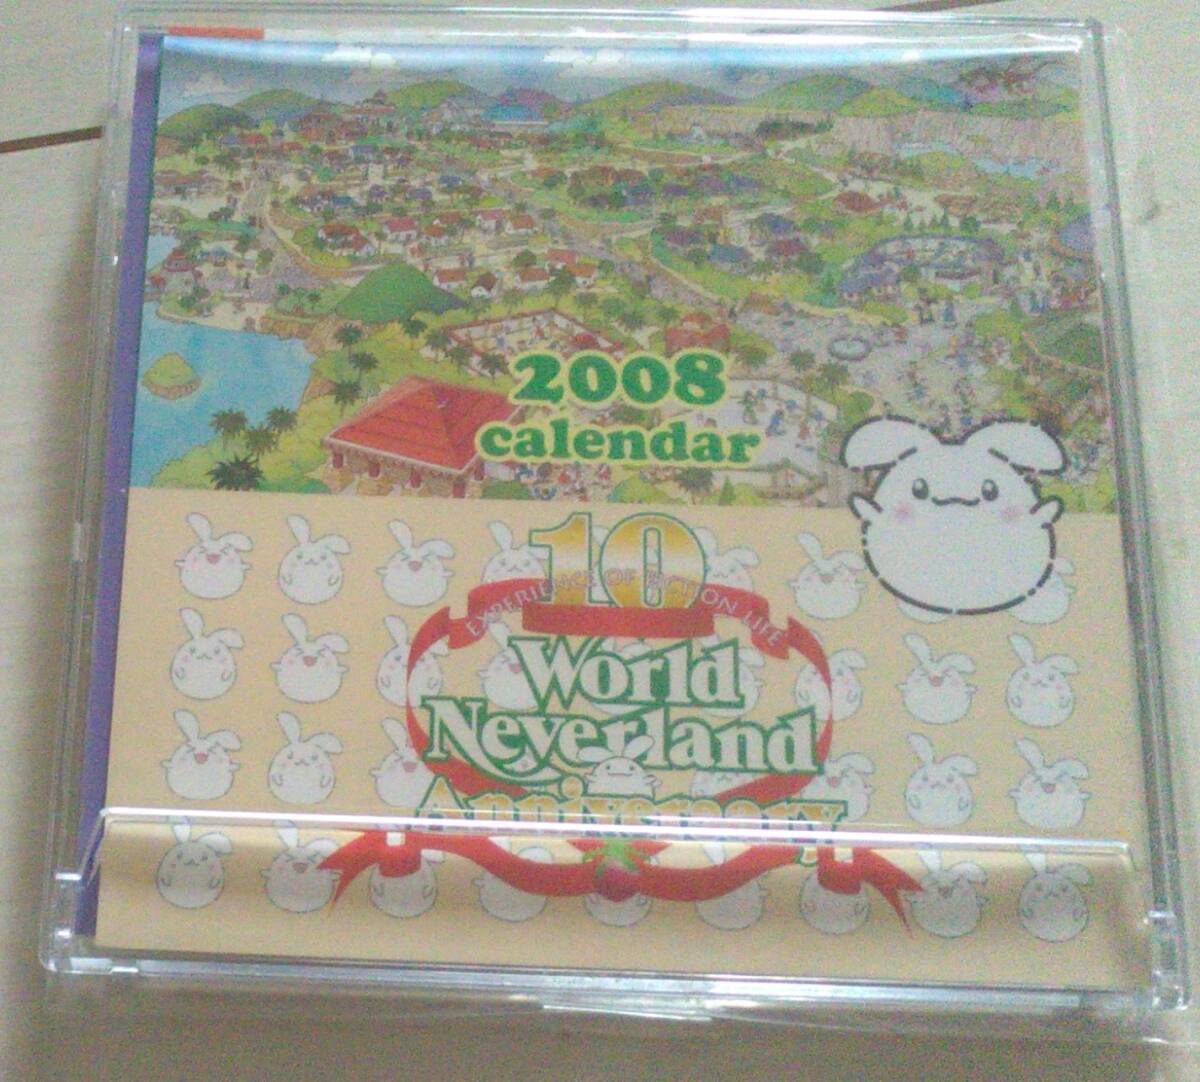 2008
calendar
10
EXPERIENCE OF FICTION LIFE
World
Neverland
Anniversary